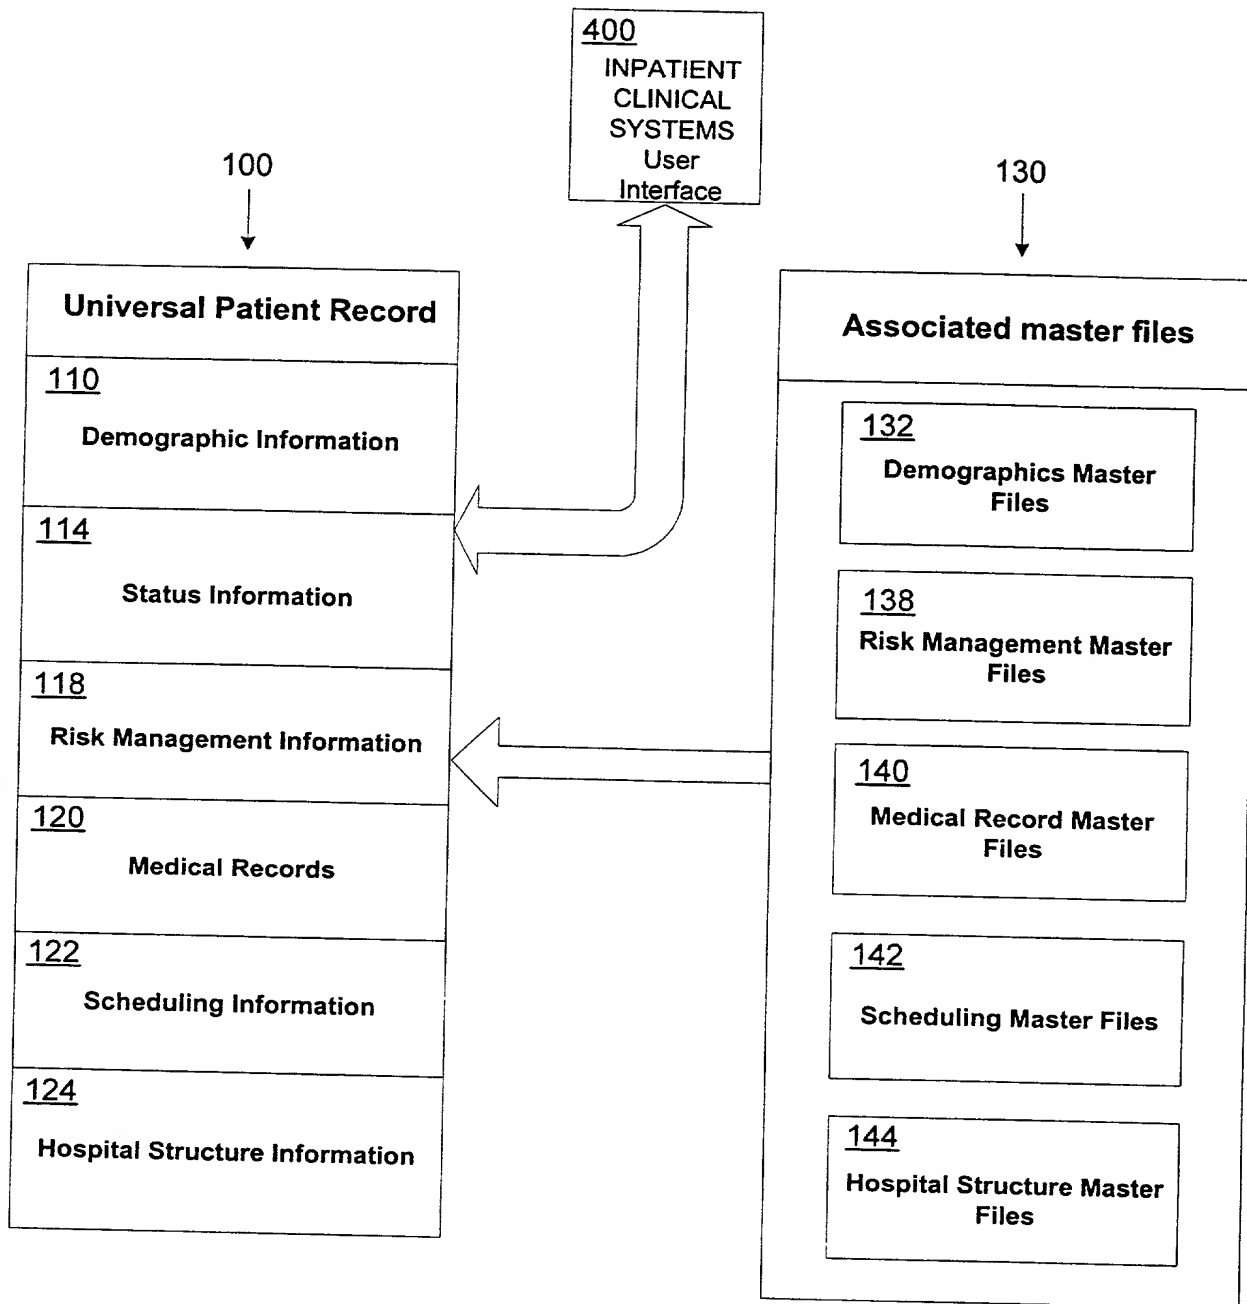 400
INPATIENT
CLINICAL
SYSTEMS
User
Interface
100
130
Universal Patient Record
110
Demographic Information
114
Status Information
118
Risk Management Information
120
Medical Records
122
Scheduling Information
124
Hospital Structure Information
Associated master files
132
Demographics Master
Files
138
Risk Management Master
Files
140
Medical Record Master
Files
142
Scheduling Master Files
144
Hospital Structure Master
Files